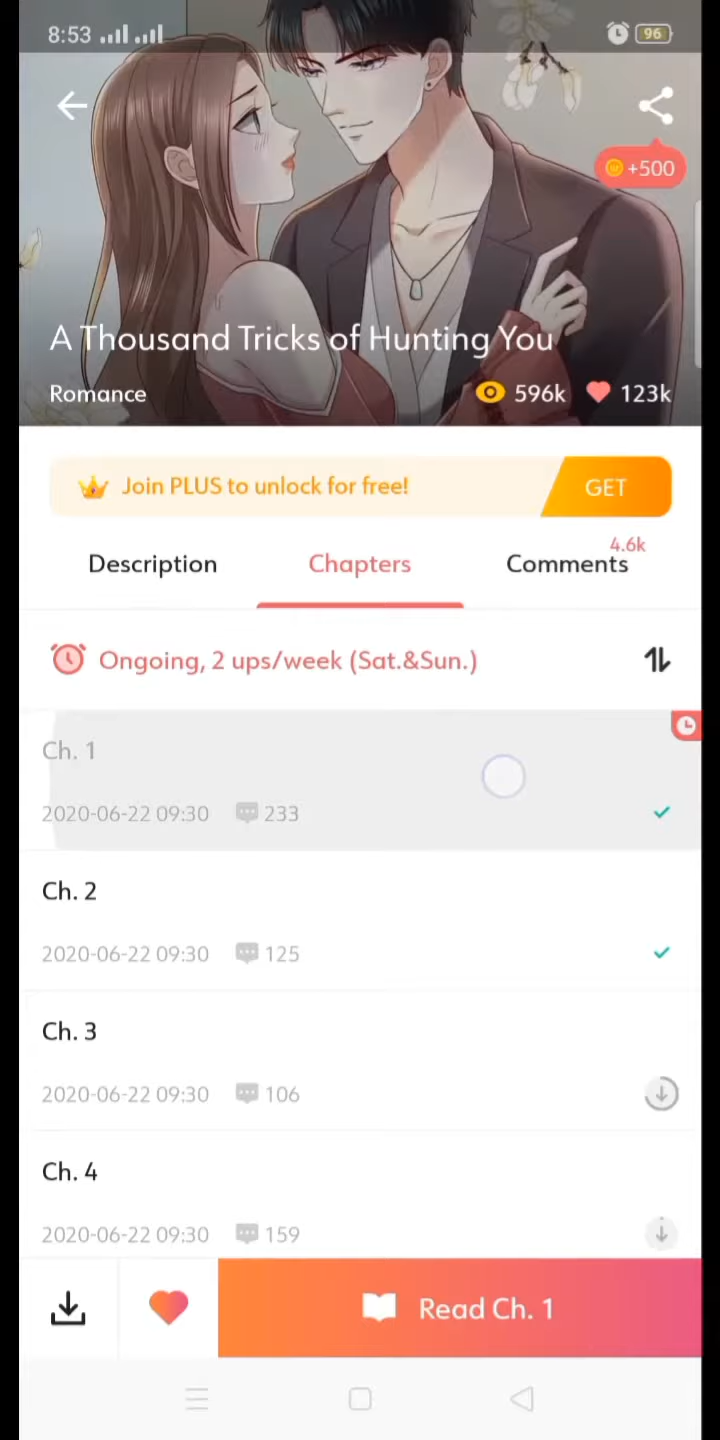 8:53
96
+500
A Thousand Tricks of Hunting You
Romance
596k
123k
Join PLUS to unlock for free!
GET
Description
Chapters
Comments
4.6k
Ongoing, 2 ups/week (Sat.&Sun.)
Ch. 1
2020-06-22 09:30
233
Ch. 2
2020-06-22 09:30
125
Ch. 3
2020-06-22 09:30
106
Ch. 4
2020-06-22 09:30
159
Read Ch. 1